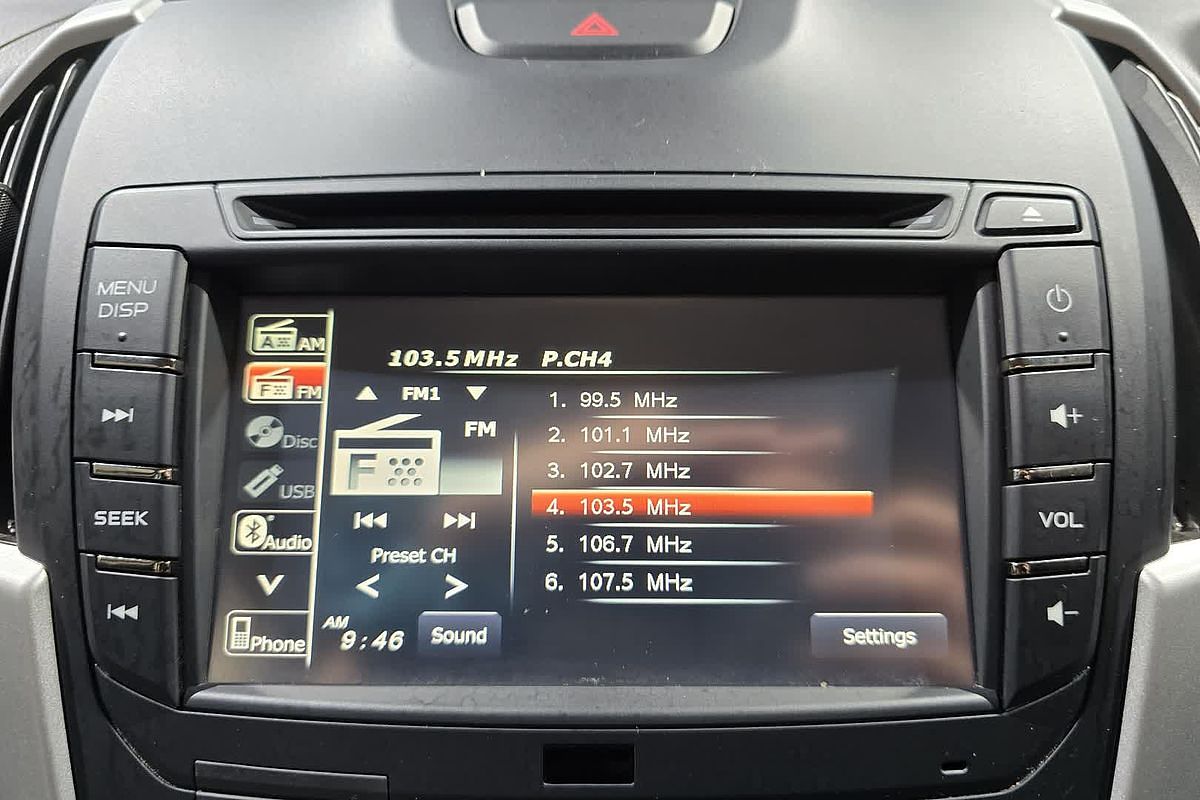 MENU
DISP
SEEK
VOL
A AM
F FM
Disc
USB
Audio
Phone
103.5MHz P.CH4
FM1
FM
F
Preset CH
AM
9:46
Sound
1. 99.5 MHz
2. 101.1 MHz
3. 102.7 MHz
4. 103.5 MHz
5. 106.7 MHz
6. 107.5 MHz
Settings